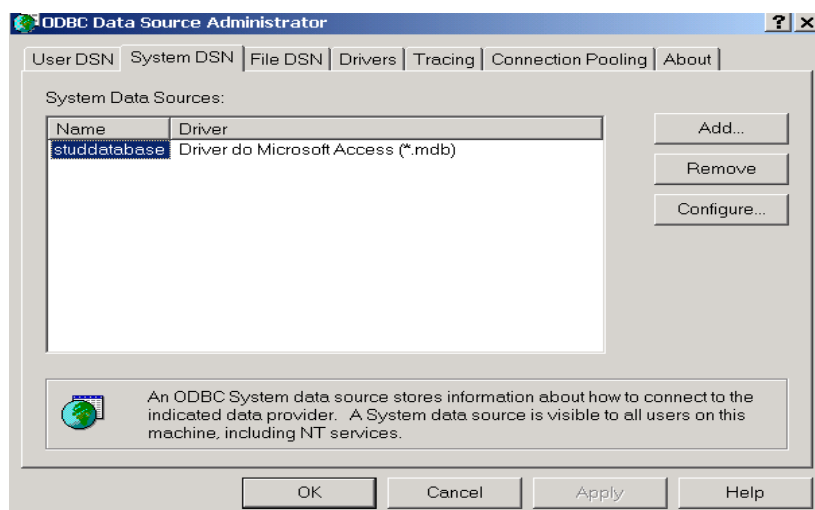 ODBC Data Source Administrator
User DSN System DSN File DSN Drivers Tracing Connection Pooling About
System Data Sources:
Name Driver
studdatabase Driver do Microsoft Access (*.mdb)
Add...
Remove
Configure...
An ODBC System data source stores information about how to connect to the
indicated data provider. A System data source is visible to all users on this
machine, including NT services.
OK Cancel Apply Help